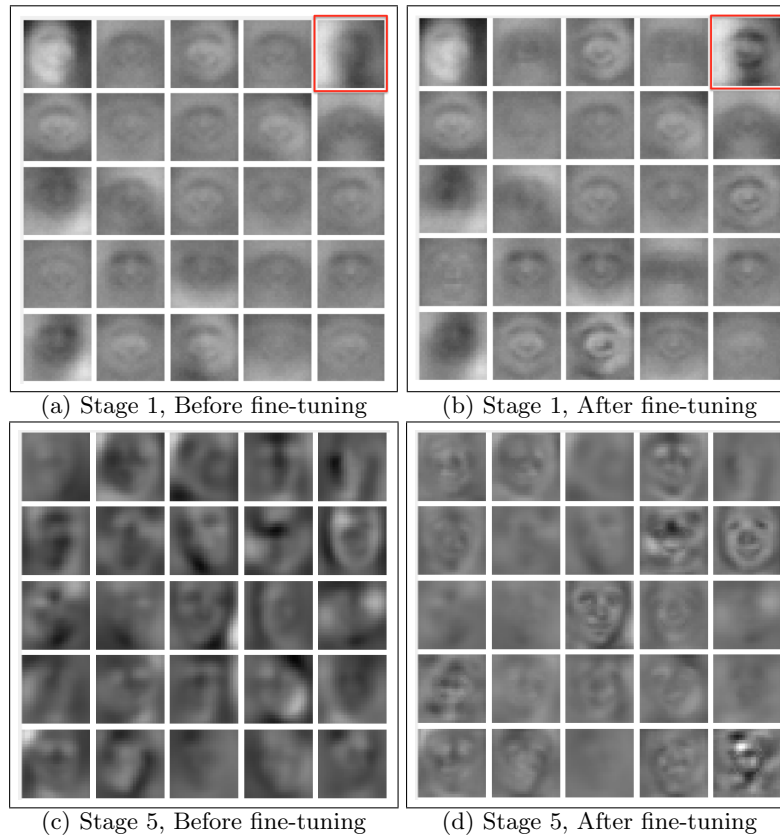 (a) Stage 1, Before fine-tuning
(b) Stage 1, After fine-tuning
(c) Stage 5, Before fine-tuning
(d) Stage 5, After fine-tuning